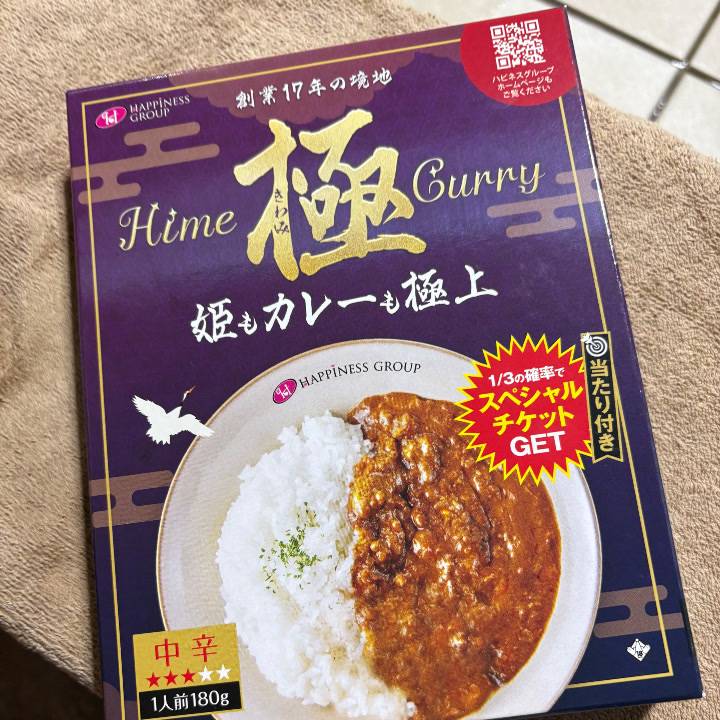 HAPPINESS
GROUP
創業17年の境地
ハピネスグループ
ホームページも
ご覧ください
Hime 極 Curry
きわみ
姫もカレーも極上
HAPPINESS GROUP
1/3の確率で
スペシャル
チケット
GET
当たり付き
中辛
★★★★★
1人前180g